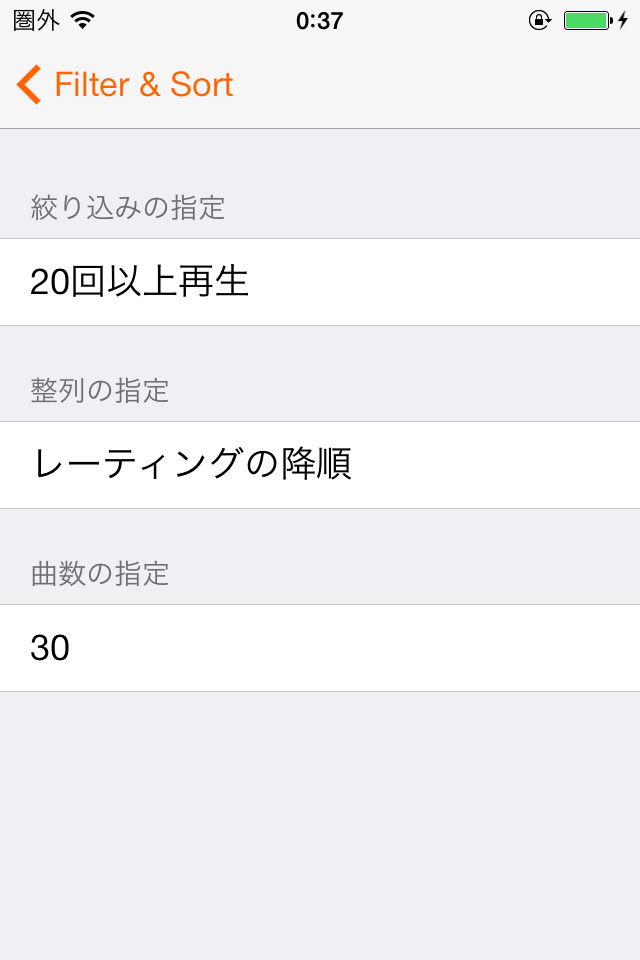 圏外 0:37
Filter & Sort
絞り込みの指定
20回以上再生
整列の指定
レーティングの降順
曲数の指定
30